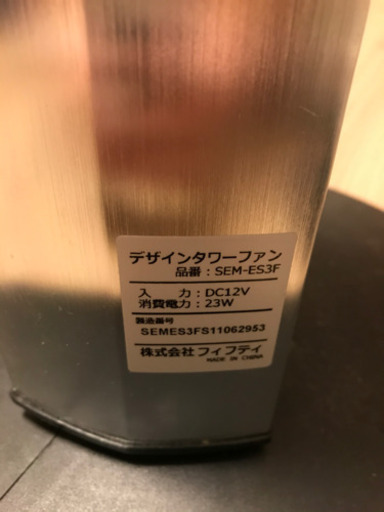 デザインタワーファン
品番：SEM-ES3F
入　　力：DC12V
消費電力：23W
製造番号
SEMES3FS11062953
株式会社フィフティ
MADE IN CHINA